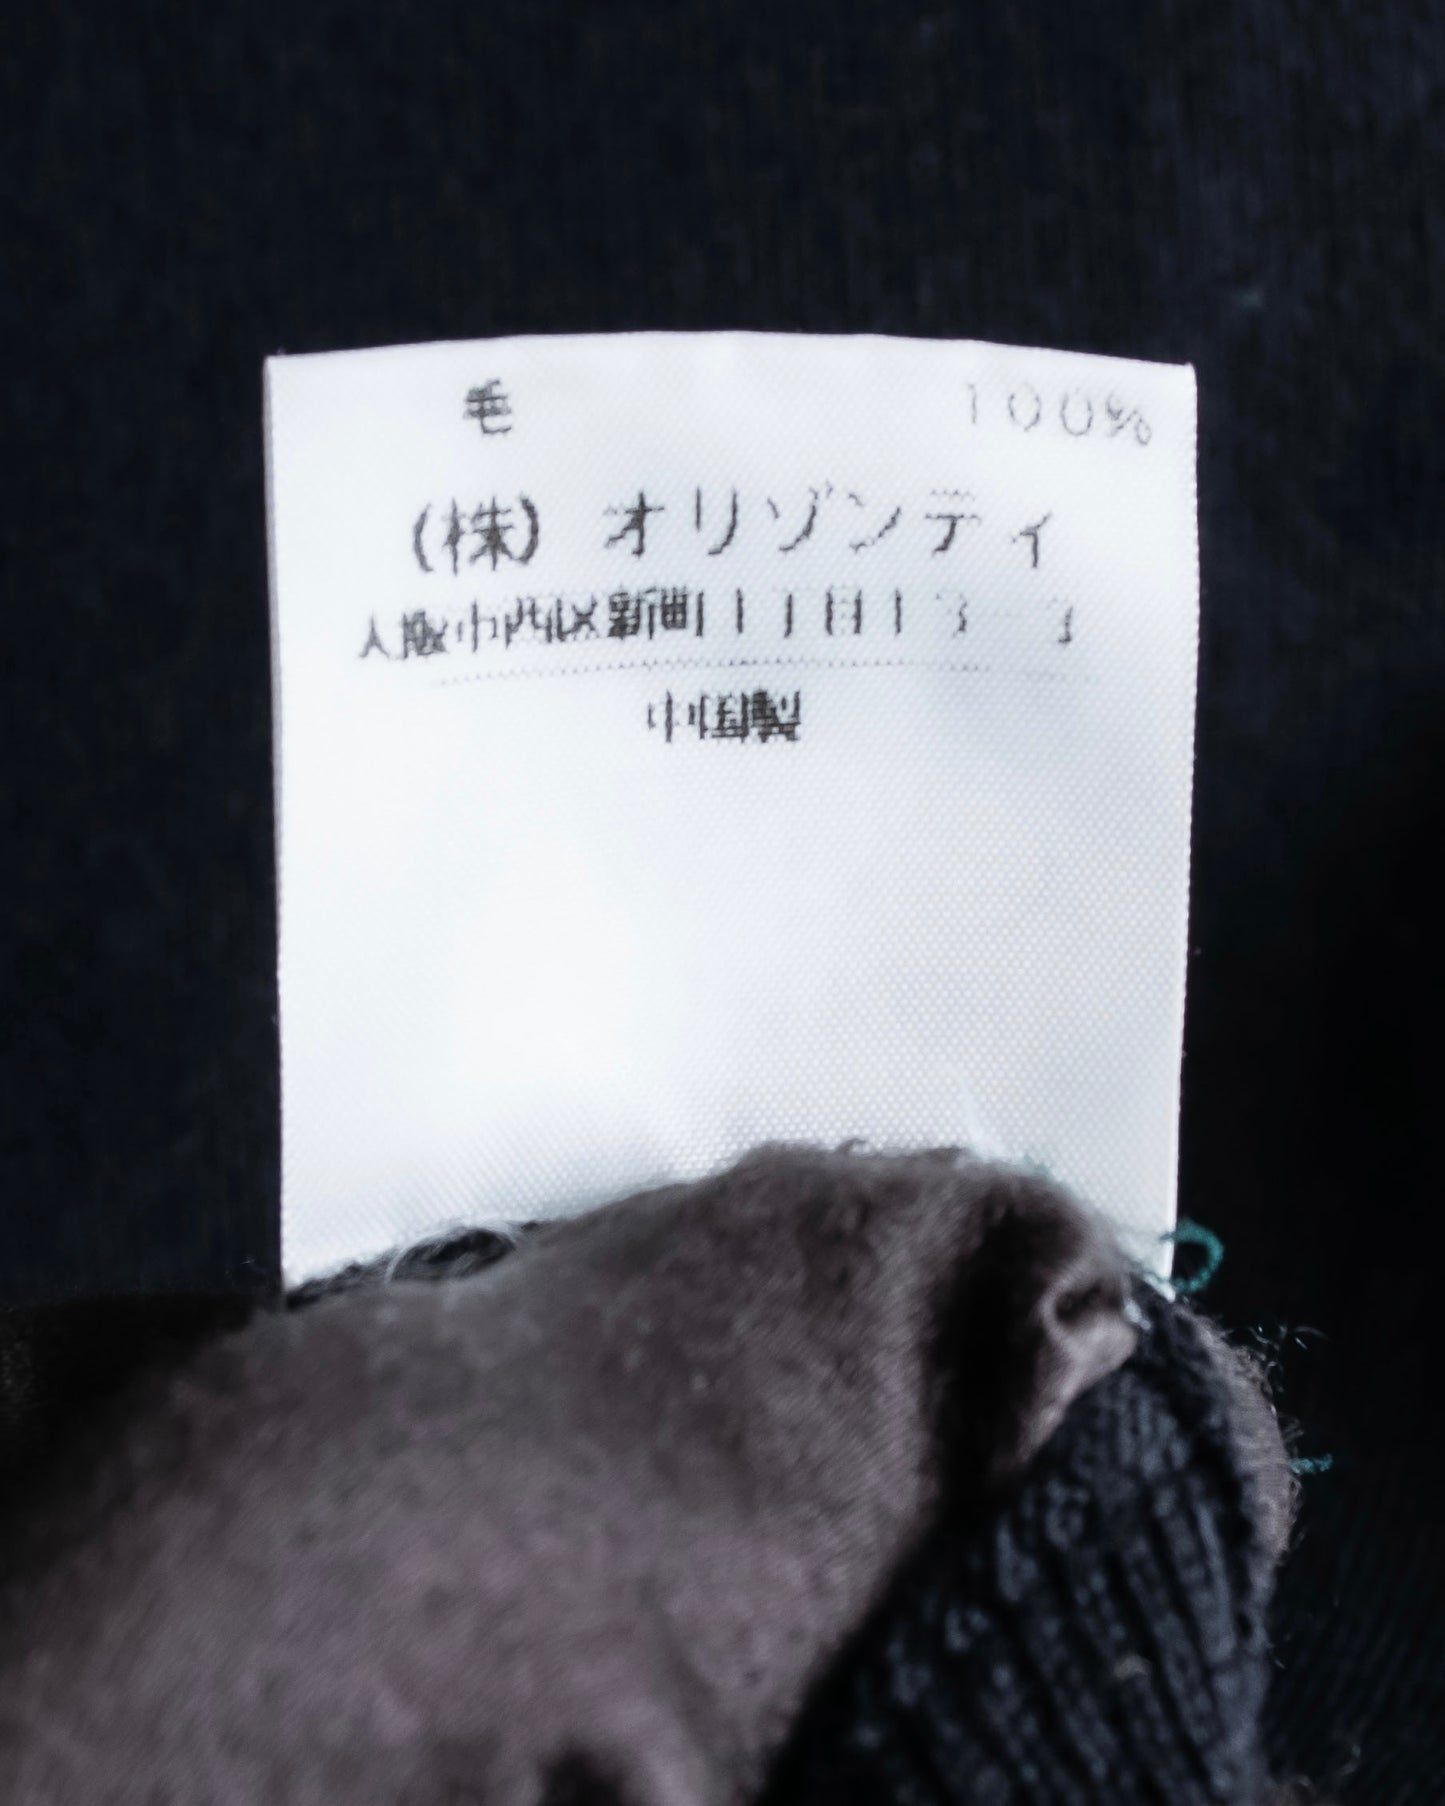 毛 100%
(株) オリゾンティ
大阪市西区新町1丁目13
中国製